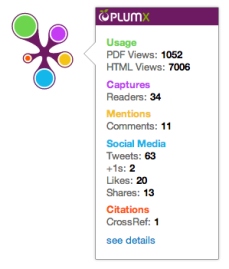 PLUMX
Usage
PDF Views: 1052
HTML Views: 7006
Captures
Readers: 34
Mentions
Comments: 11
Social Media
Tweets: 63
+1s: 2
Likes: 20
Shares: 13
Citations
CrossRef: 1
see details